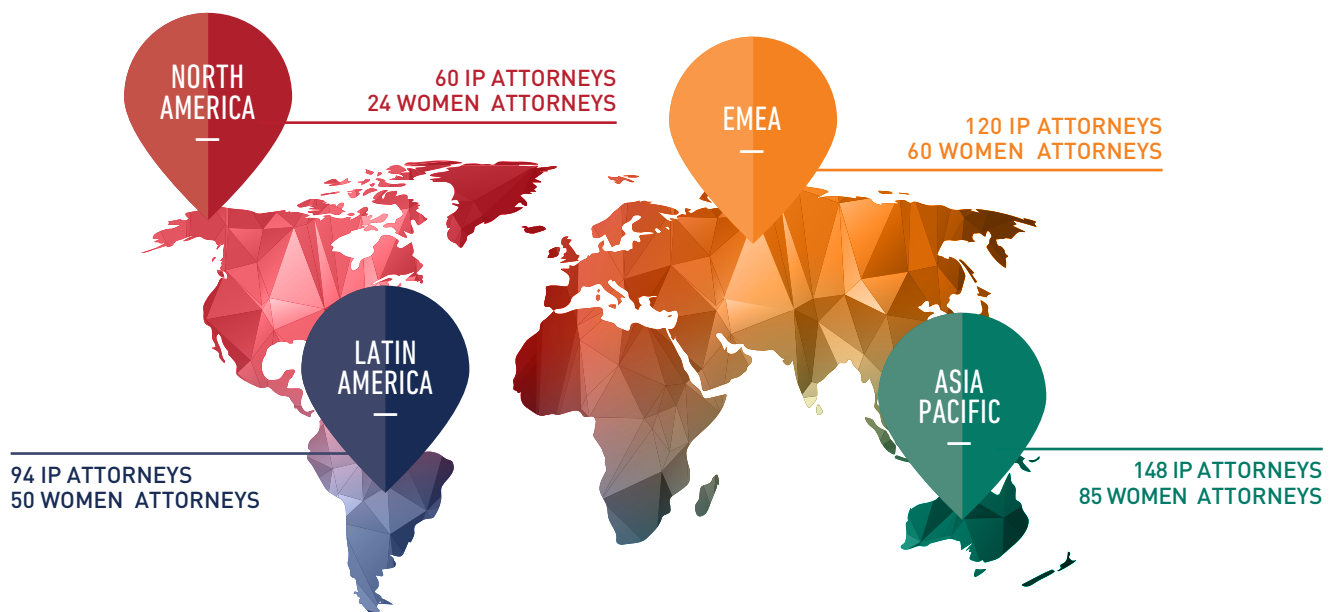 NORTH
AMERICA
60 IP ATTORNEYS
24 WOMEN ATTORNEYS
EMEA
120 IP ATTORNEYS
60 WOMEN ATTORNEYS
LATIN
AMERICA
94 IP ATTORNEYS
50 WOMEN ATTORNEYS
ASIA
PACIFIC
148 IP ATTORNEYS
85 WOMEN ATTORNEYS